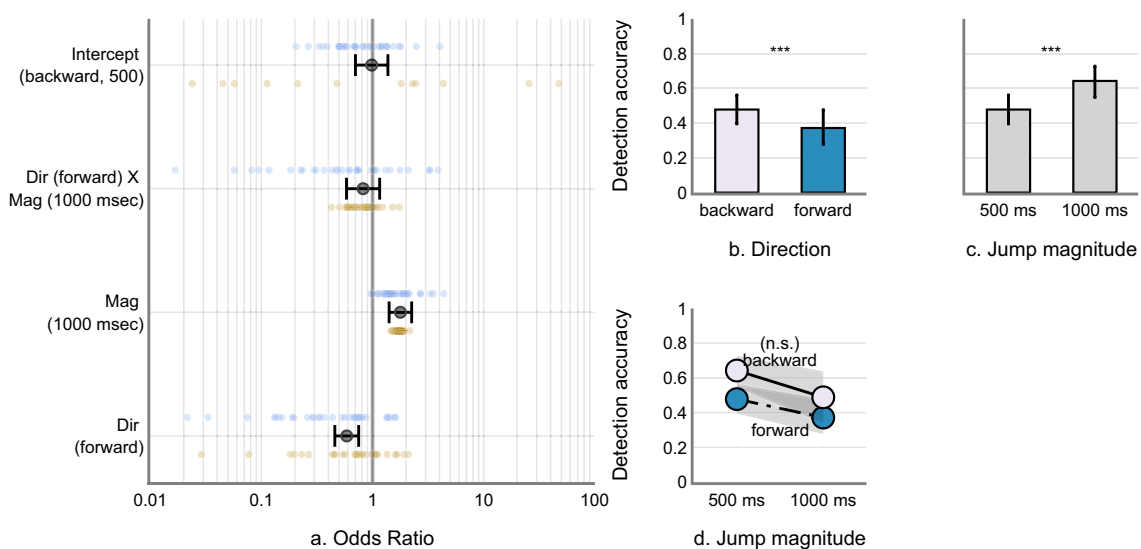 Intercept
(backward, 500)
Dir (forward) X
Mag (1000 msec)
Mag
(1000 msec)
Dir
(forward)
0.01
0.1
1
10
100
a. Odds Ratio
Detection accuracy
1
0.8
0.6
0.4
0.2
0
***
backward
forward
b. Direction
***
500 ms
1000 ms
c. Jump magnitude
Detection accuracy
1
0.8
0.6
0.4
0.2
0
(n.s.)
backward
forward
500 ms
1000 ms
d. Jump magnitude